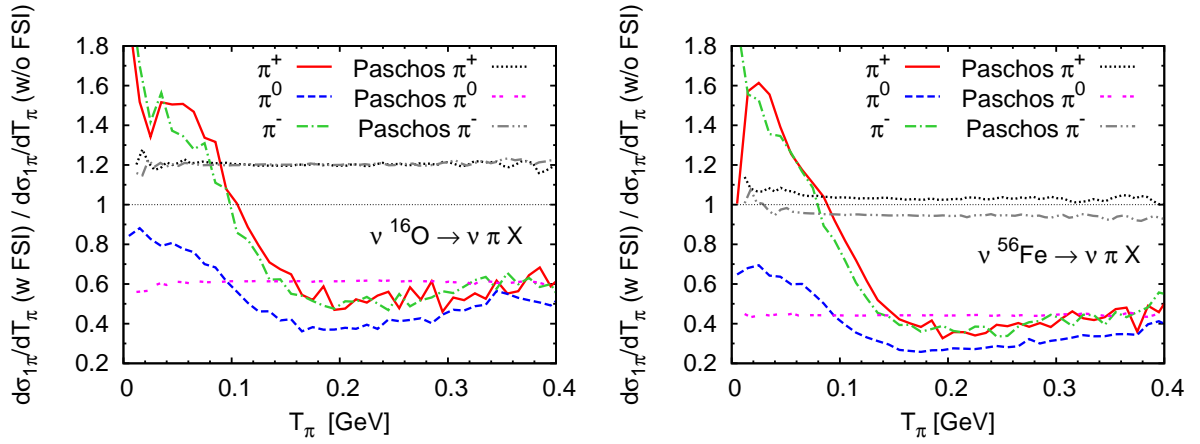 dσ₁π/dTπ (w FSI) / dσ₁π/dTπ (w/o FSI)
1.8
1.6
1.4
1.2
1
0.8
0.6
0.4
0.2
π⁺ Paschos π⁺
π⁰ Paschos π⁰
π⁻ Paschos π⁻
ν ¹⁶O → ν π X
0 0.1 0.2 0.3 0.4
Tπ [GeV]
dσ₁π/dTπ (w FSI) / dσ₁π/dTπ (w/o FSI)
1.8
1.6
1.4
1.2
1
0.8
0.6
0.4
0.2
π⁺ Paschos π⁺
π⁰ Paschos π⁰
π⁻ Paschos π⁻
ν ⁵⁶Fe → ν π X
0 0.1 0.2 0.3 0.4
Tπ [GeV]